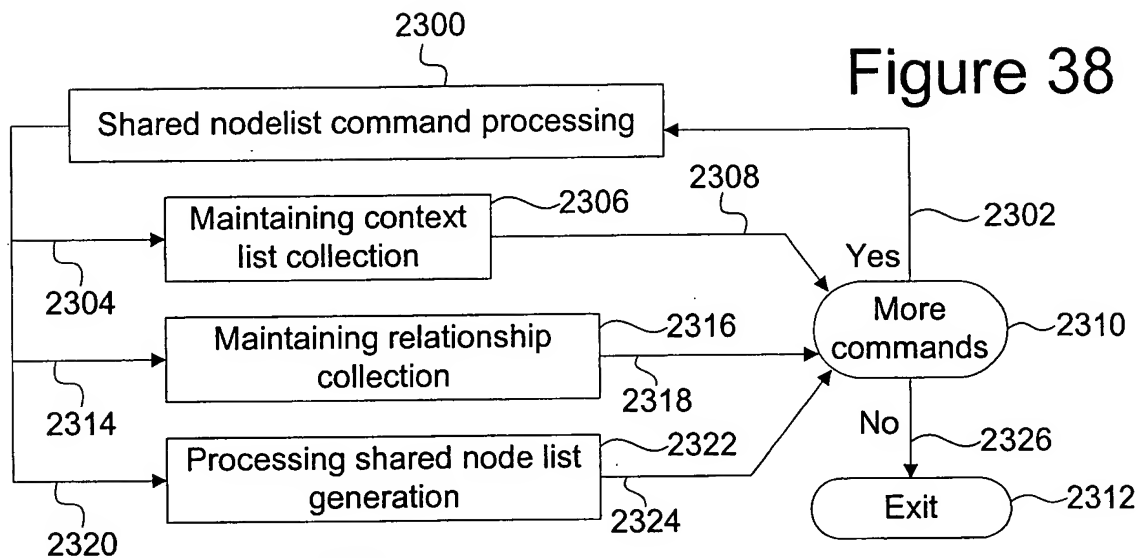 2300
Figure 38
Shared nodelist command processing
2306
2308
Maintaining context
list collection
2302
Yes
2304
2316
More
commands
2310
Maintaining relationship
collection
2318
2314
No
2322
2326
Processing shared node list
generation
2324
Exit
2312
2320